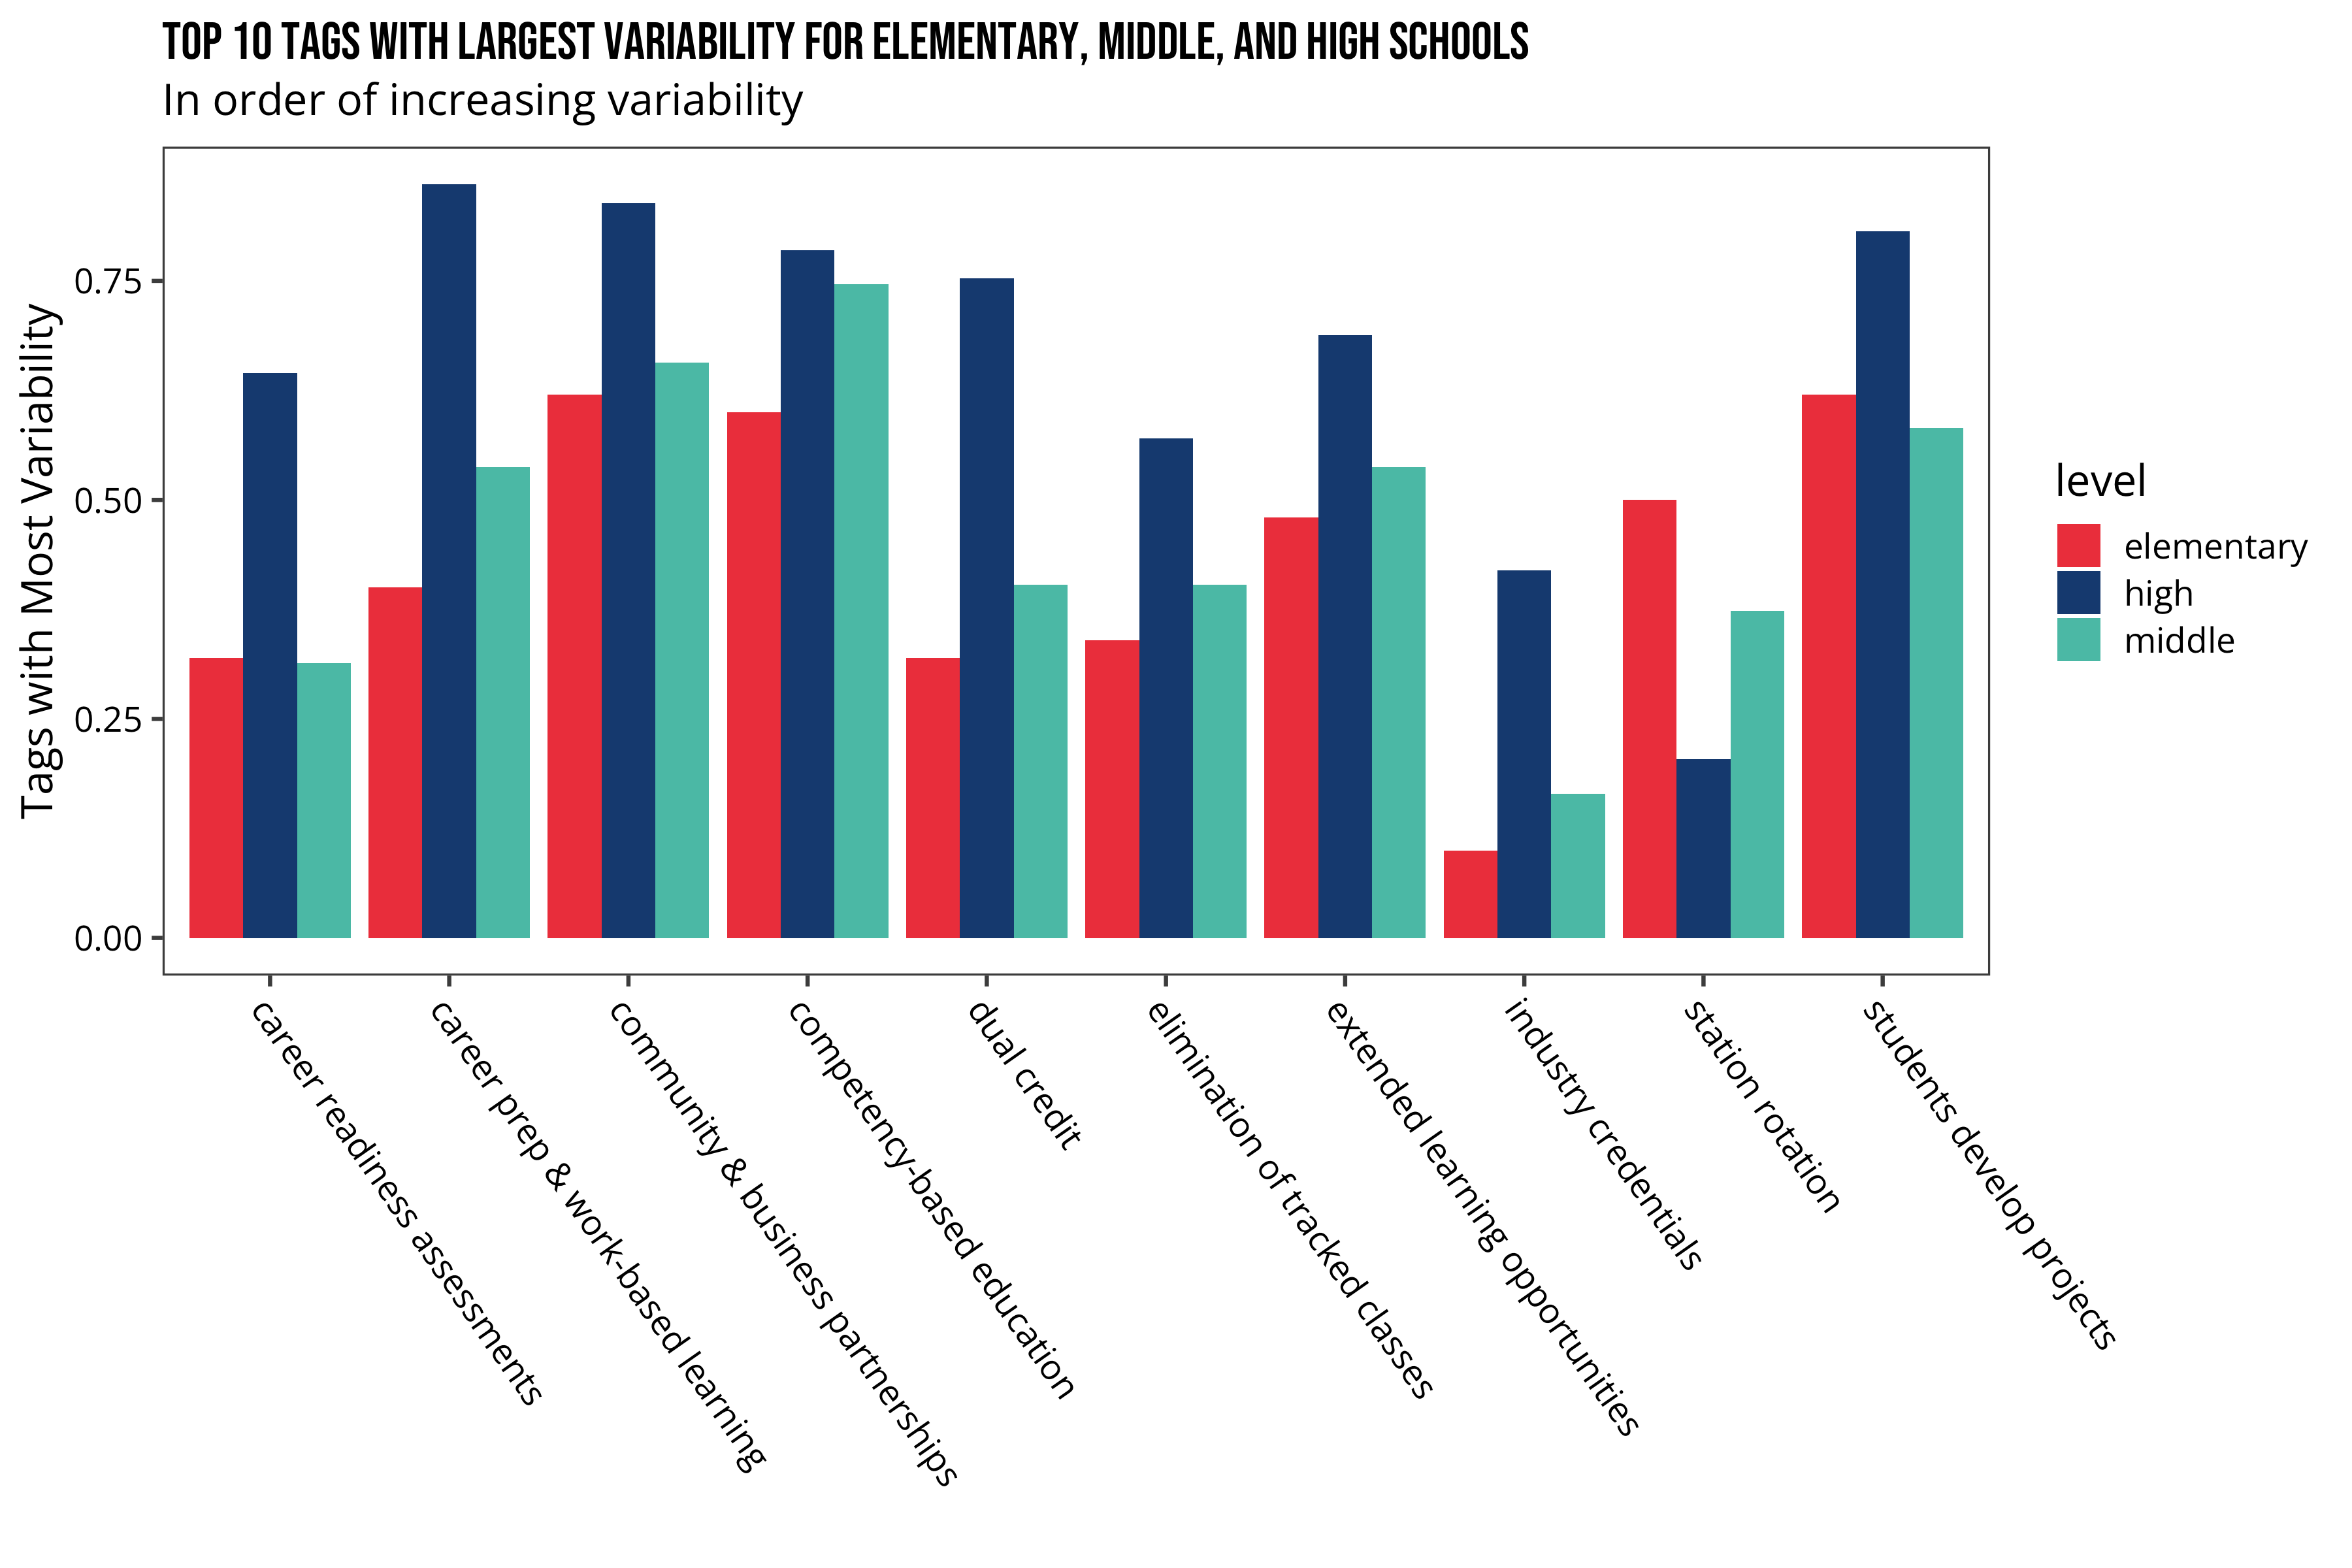 TOP 10 TAGS WITH LARGEST VARIABILITY FOR ELEMENTARY, MIDDLE, AND HIGH SCHOOLS
In order of increasing variability
Tags with Most Variability
0.75
0.50
0.25
0.00
career readiness assessments
career prep & work-based learning
community & business partnerships
competency-based education
dual credit
elimination of tracked classes
extended learning opportunities
industry credentials
station rotation
students develop projects
level
elementary
high
middle